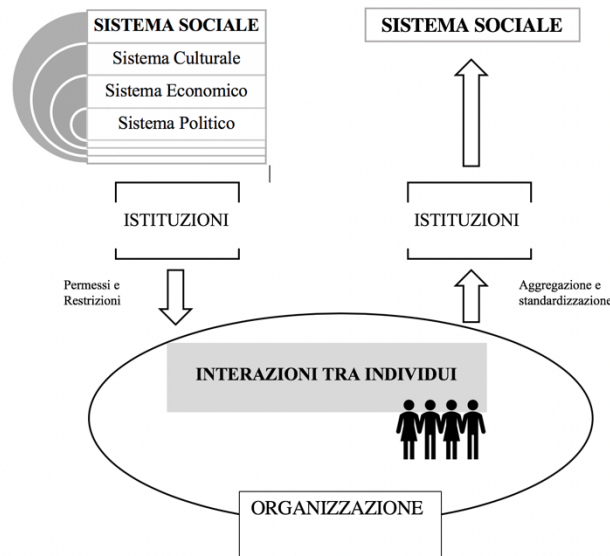 SISTEMA SOCIALE
Sistema Culturale
Sistema Economico
Sistema Politico
SISTEMA SOCIALE
ISTITUZIONI
ISTITUZIONI
Permessi e
Restrizioni
Aggregazione e
standardizzazione
INTERAZIONI TRA INDIVIDUI
ORGANIZZAZIONE